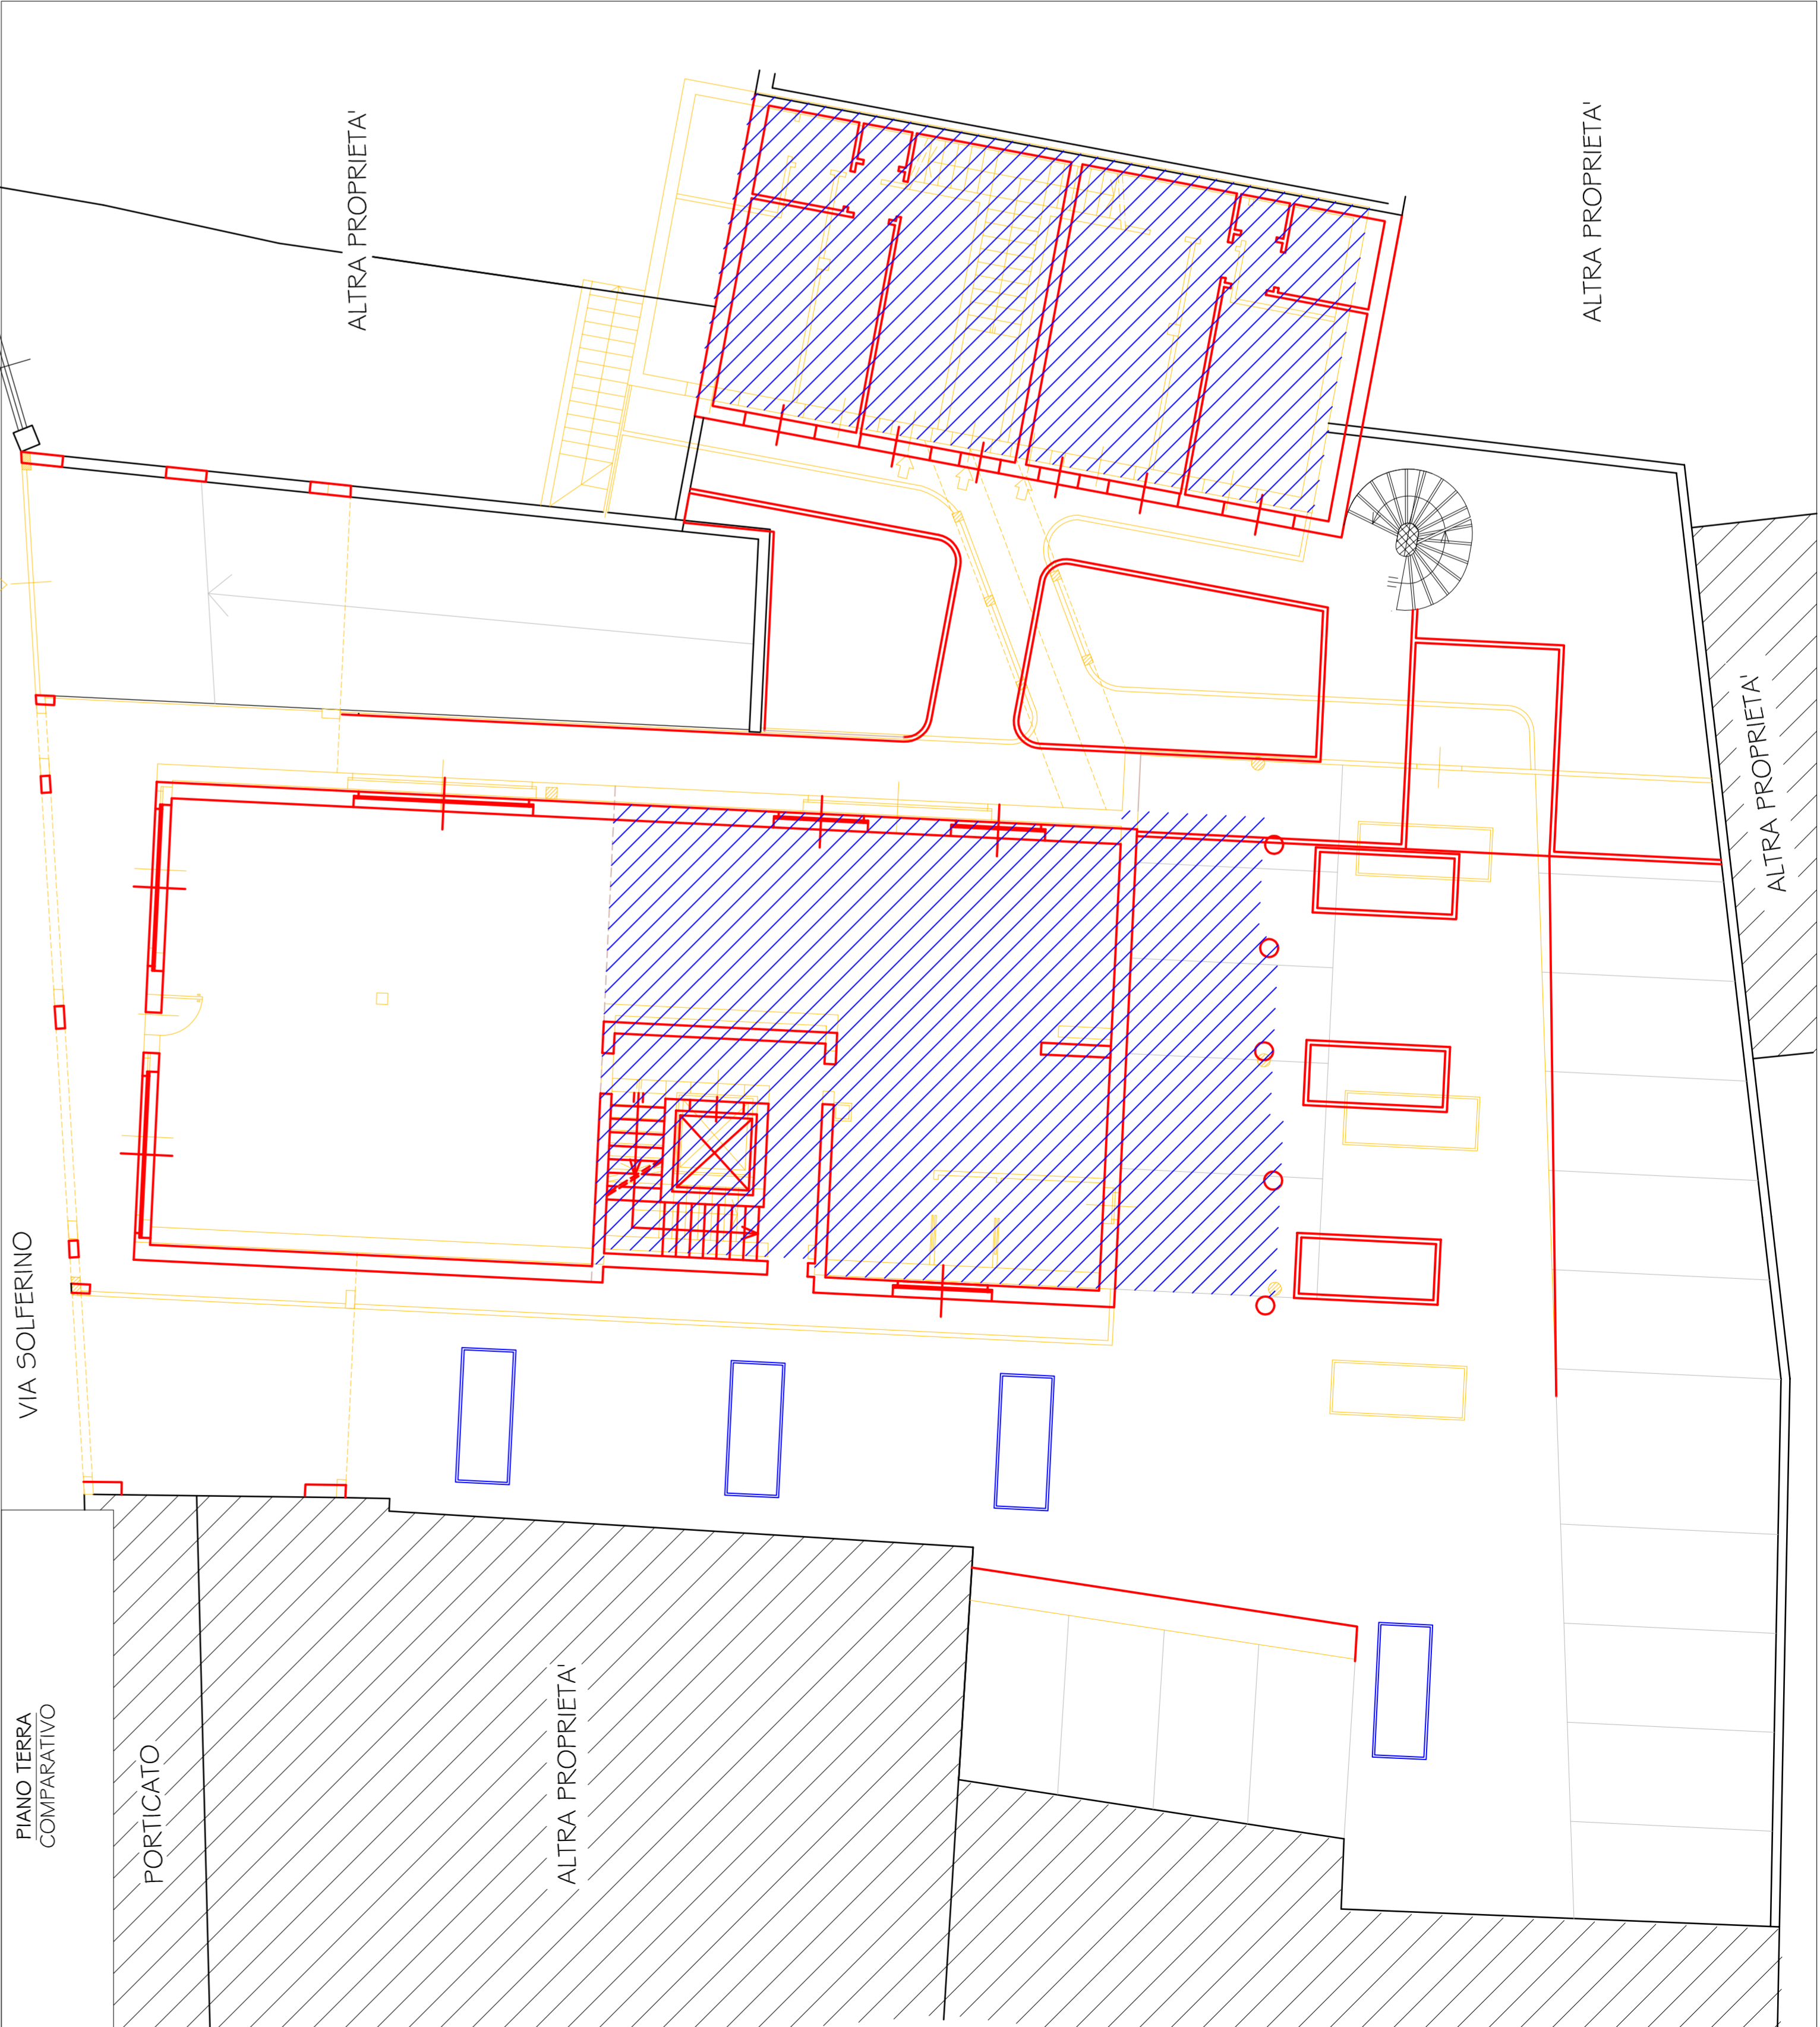 ALTRA PROPRIETA'
ALTRA PROPRIETA'
ALTRA PROPRIETA'
VIA SOLFERINO
PIANO TERRA
COMPARATIVO
PORTICATO
ALTRA PROPRIETA'